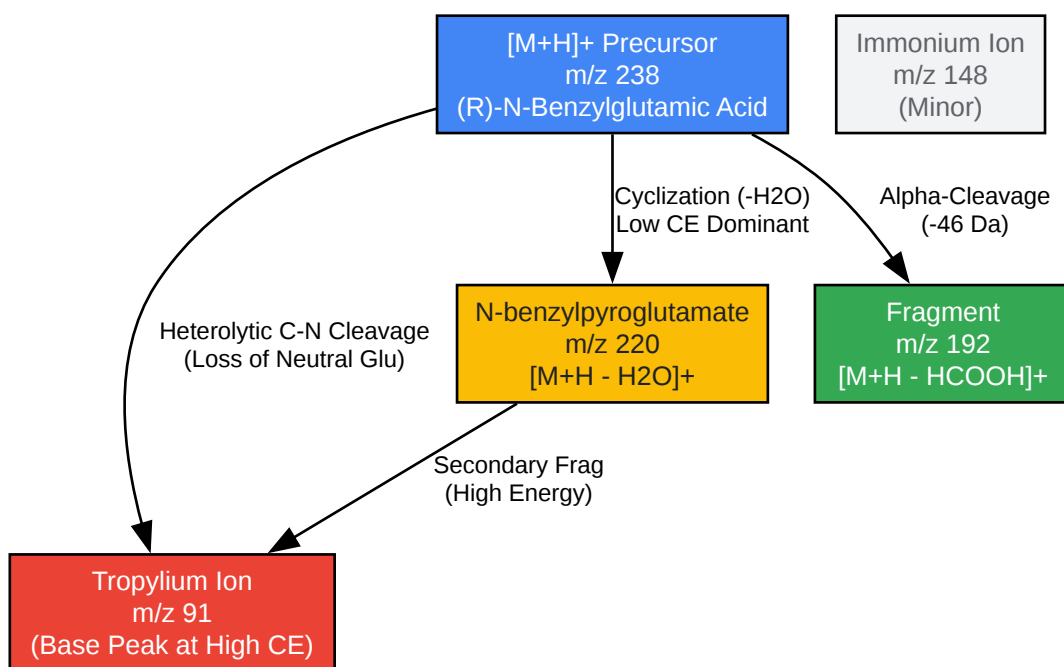 [M+H]+ Precursor
m/z 238
(R)-N-Benzylglutamic Acid
Immonium Ion
m/z 148
(Minor)
Cyclization (-H2O)
Low CE Dominant
Alpha-Cleavage
(-46 Da)
Heterolytic C-N Cleavage
(Loss of Neutral Glu)
N-benzylpyroglutamate
m/z 220
[M+H - H2O]+
Fragment
m/z 192
[M+H - HCOOH]+
Secondary Frag
(High Energy)
Tropylium Ion
m/z 91
(Base Peak at High CE)